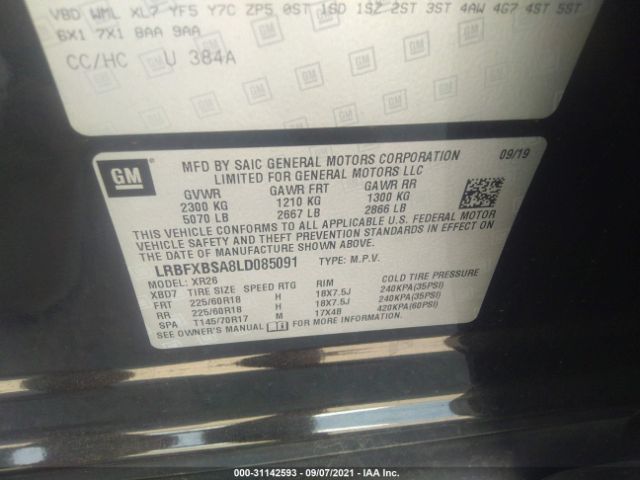 VBD WML XL7 YF5 Y7C ZP5 0ST 1SD 1SZ 2ST 3ST 4AW 4G7 4ST 5ST
6X1 7X1 8AA 9AA
CC/HC U 384A
GM
MFD BY SAIC GENERAL MOTORS CORPORATION 09/19
LIMITED FOR GENERAL MOTORS LLC
GVWR GAWR FRT GAWR RR
2300 KG 1210 KG 1300 KG
5070 LB 2667 LB 2866 LB
THIS VEHICLE CONFORMS TO ALL APPLICABLE U.S. FEDERAL MOTOR
VEHICLE SAFETY AND THEFT PREVENTION STANDARDS IN EFFECT ON
THE DATE OF MANUFACTURE SHOWN ABOVE.
LRBFXBSA8LD085091 TYPE: M.P.V.
MODEL: XR26
XBD7 TIRE SIZE SPEED RTG RIM COLD TIRE PRESSURE
FRT 225/60R18 H 18X7.5J 240KPA(35PSI)
RR 225/60R18 H 18X7.5J 240KPA(35PSI)
SPA T145/70R17 M 17X4B 420KPA(60PSI)
SEE OWNER'S MANUAL FOR MORE INFORMATION.
000-31142593 - 09/07/2021 - IAA Inc.